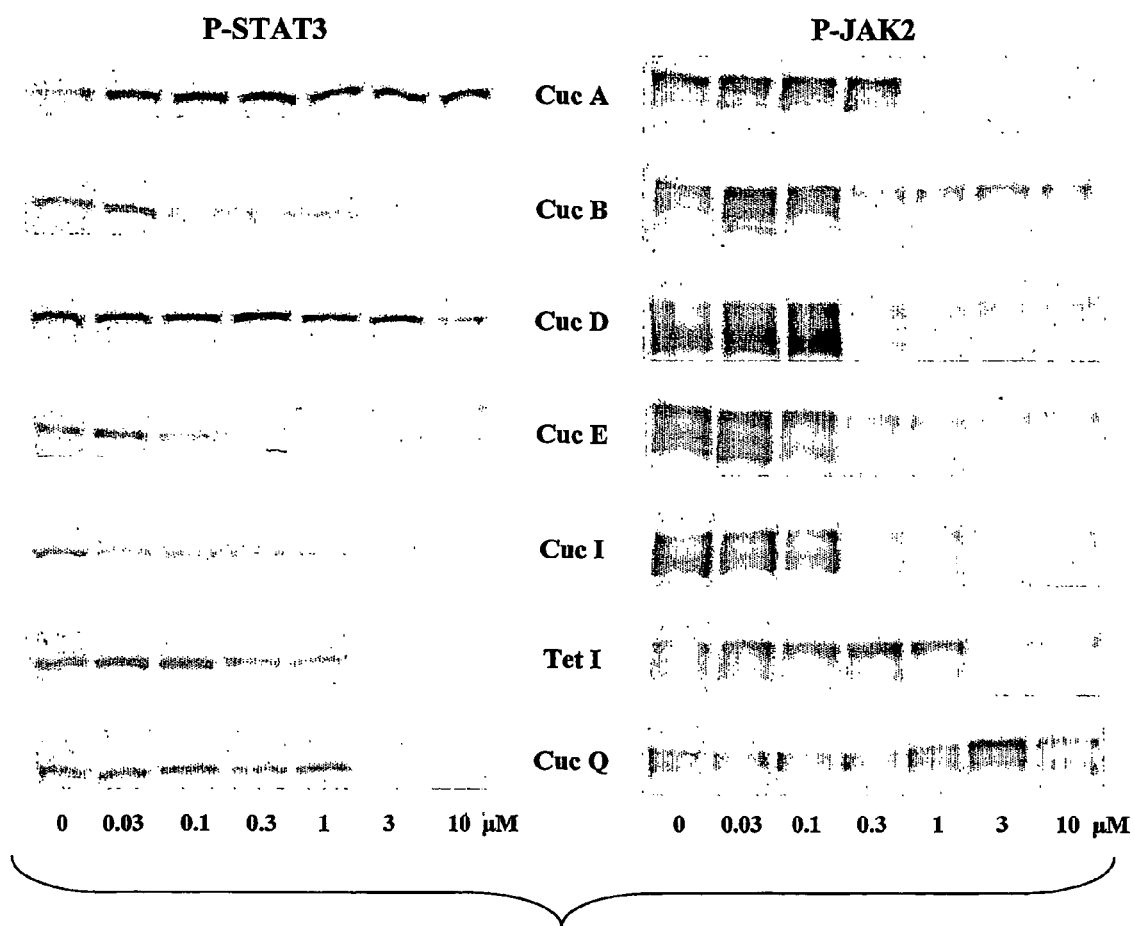 P-STAT3 P-JAK2
Cuc A
Cuc B
Cuc D
Cuc E
Cuc I
Tet I
Cuc Q
0 0.03 0.1 0.3 1 3 10 µM 0 0.03 0.1 0.3 1 3 10 µM